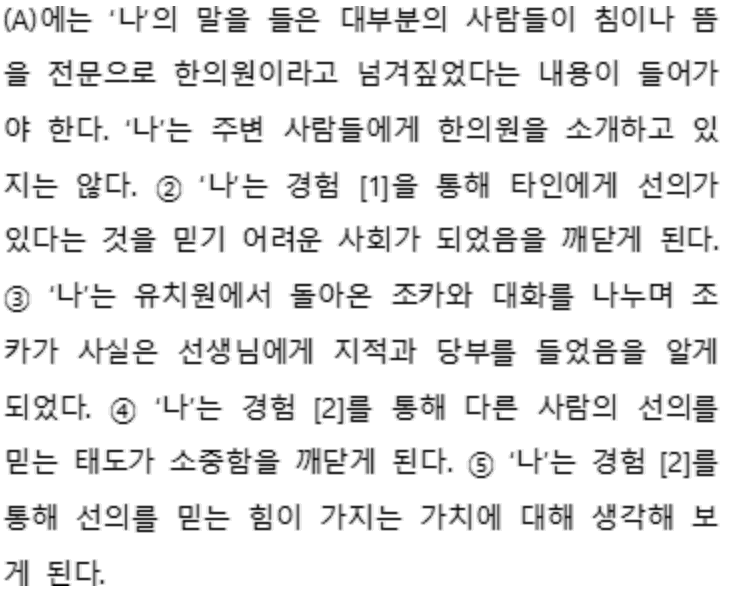 (A)에는 '나'의 말을 들은 대부분의 사람들이 침이나 뜸
을 전문으로 한의원이라고 넘겨짚었다는 내용이 들어가
야 한다. '나'는 주변 사람들에게 한의원을 소개하고 있
지는 않다. ② '나'는 경험 [1]을 통해 타인에게 선의가
있다는 것을 믿기 어려운 사회가 되었음을 깨닫게 된다.
③ '나'는 유치원에서 돌아온 조카와 대화를 나누며 조
카가 사실은 선생님에게 지적과 당부를 들었음을 알게
되었다. ④ '나'는 경험 [2]를 통해 다른 사람의 선의를
믿는 태도가 소중함을 깨닫게 된다. ⑤ '나'는 경험 [2]를
통해 선의를 믿는 힘이 가지는 가치에 대해 생각해 보
게 된다.